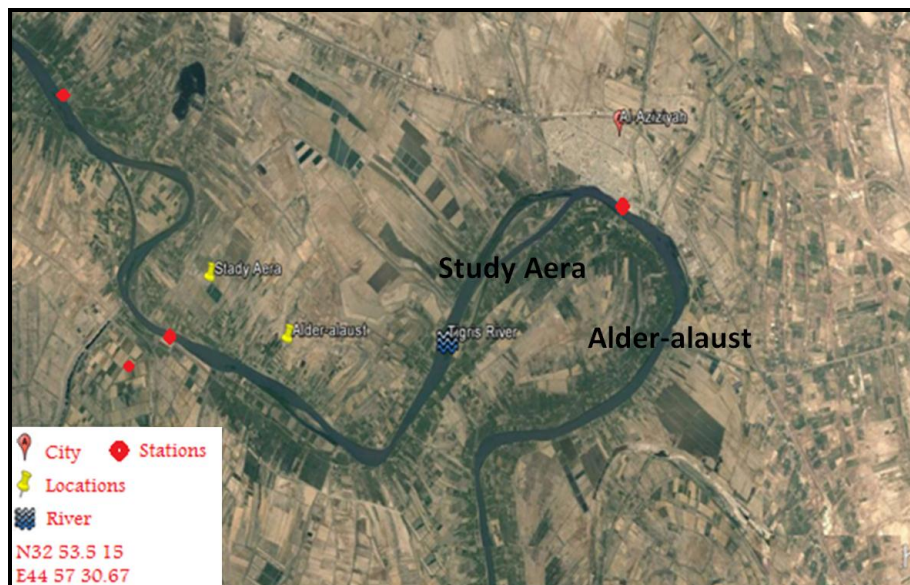 Al Aziziyah
Stady Aera
Study Aera
Alder-alaust
Tigris River
Alder-alaust
City
Stations
Locations
River
N32 53.5 15
E44 57 30.67